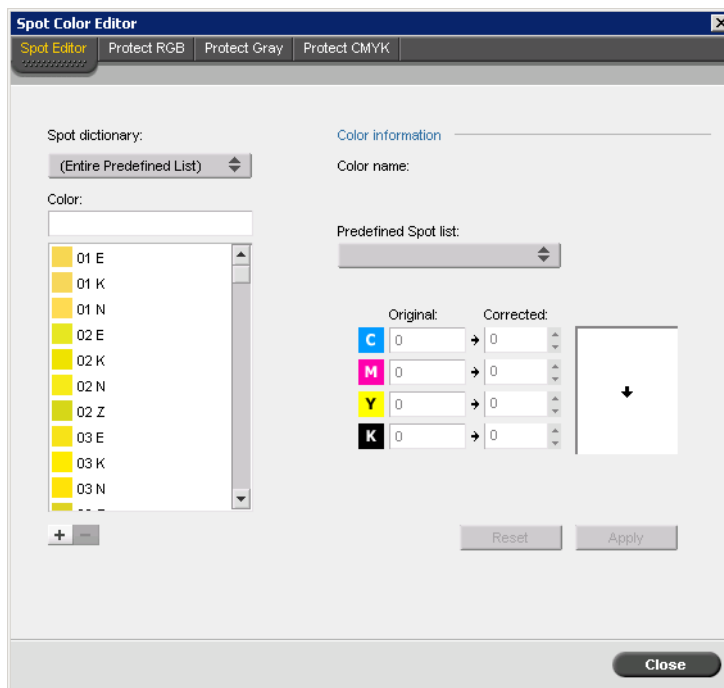 Spot Color Editor
Spot Editor Protect RGB Protect Gray Protect CMYK
Spot dictionary:
(Entire Predefined List)
Color:
01 E
01 K
01 N
02 E
02 K
02 N
02 Z
03 E
03 K
03 N
Color information
Color name:
Predefined Spot list:
Original: Corrected:
C 0 0
M 0 0
Y 0 0
K 0 0
Reset Apply
Close